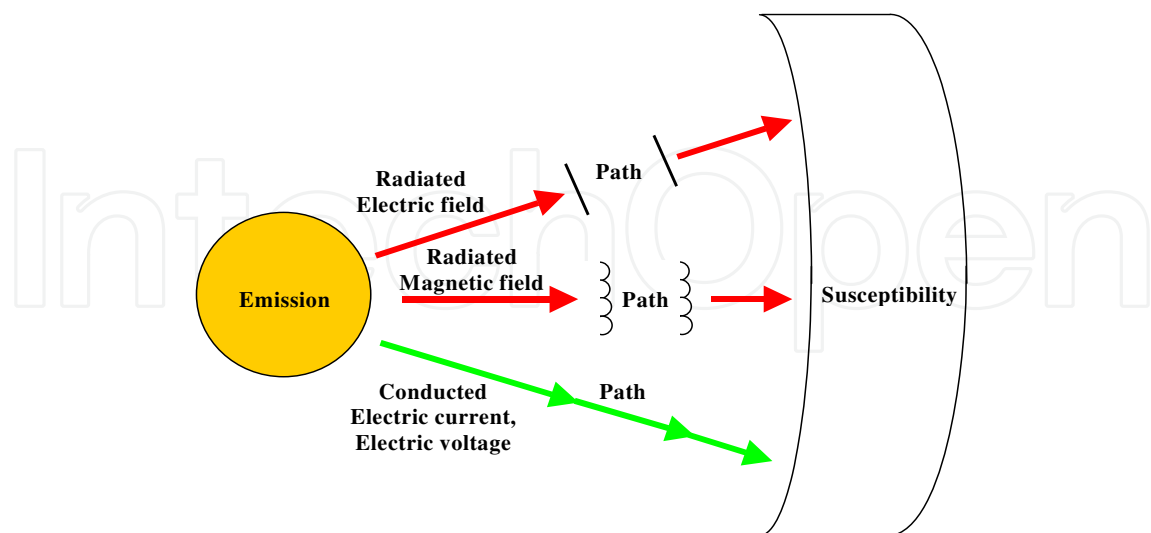 Radiated
Electric field
Path
Radiated
Magnetic field
Emission
Path
Susceptibility
Conducted
Electric current,
Electric voltage
Path
IntechOpen